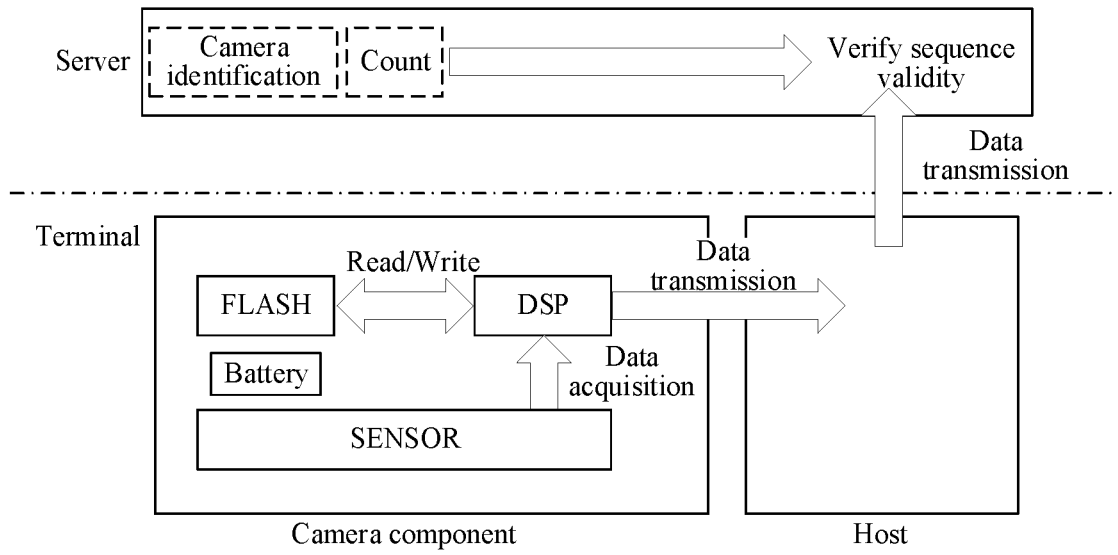 Server
Camera
identification
Count
Verify sequence
validity
Data
transmission
Terminal
Read/Write
Data
transmission
FLASH
DSP
Battery
Data
acquisition
SENSOR
Camera component
Host